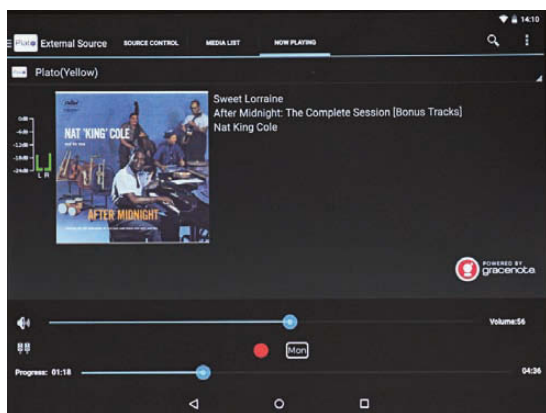 14:10
Plato External Source SOURCE CONTROL MEDIA LIST NOW PLAYING
Plato(Yellow)
Sweet Lorraine
After Midnight: The Complete Session [Bonus Tracks]
Nat King Cole
0dB
-6dB
-12dB
-18dB
-24dB
L R
NAT 'KING' COLE
AFTER MIDNIGHT
POWERED BY
gracenote.
Volume:56
Mon
Progress: 01:18
04:36